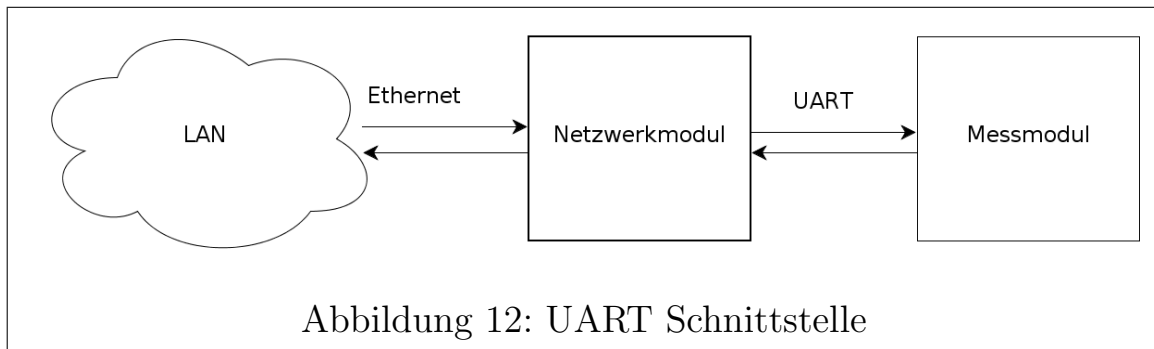 Ethernet
UART
LAN
Netzwerkmodul
Messmodul
Abbildung 12: UART Schnittstelle